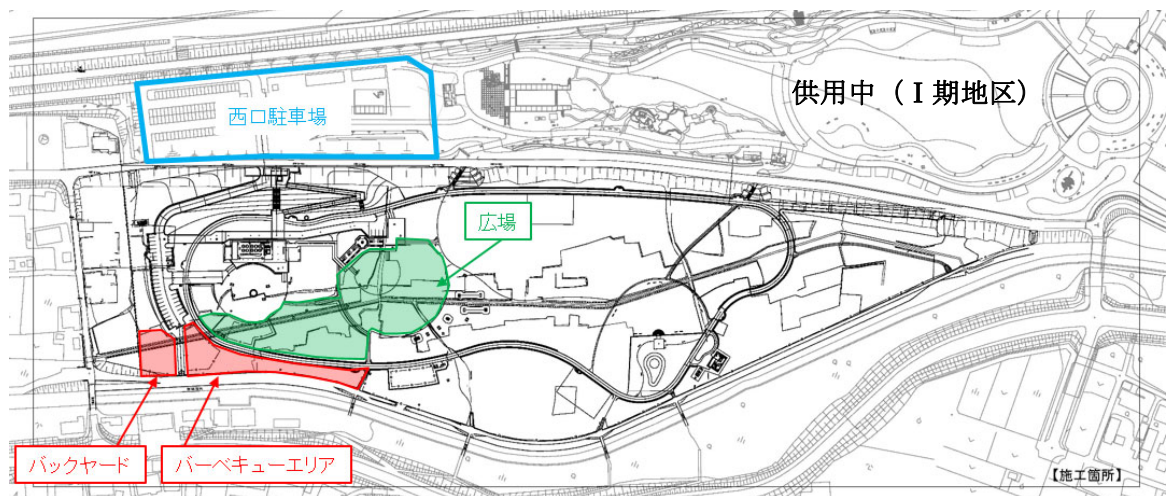 供用中（Ⅰ期地区）
西口駐車場
広場
バックヤード
バーベキューエリア
【施工箇所】